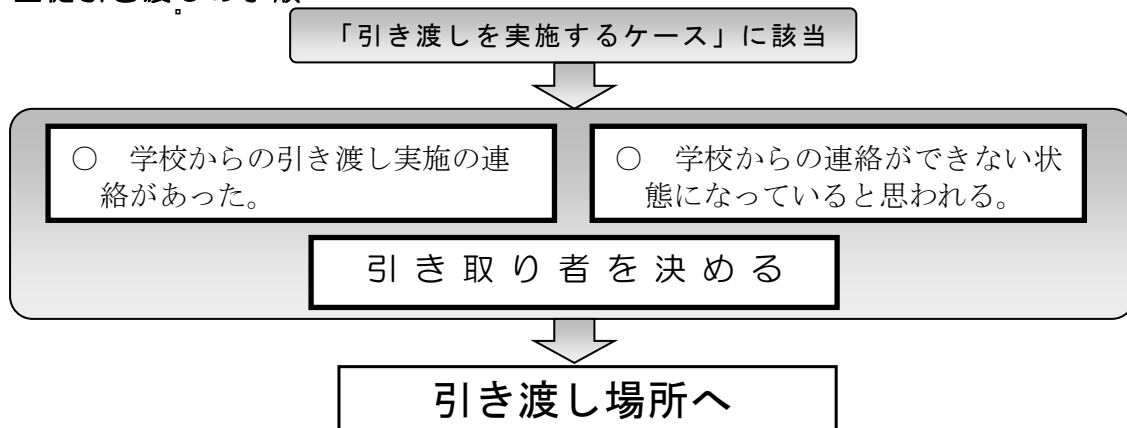 「引き渡しを実施するケース」に該当
○　学校からの引き渡し実施の連
絡があった。
○　学校からの連絡ができない状
態になっていると思われる。
引き取り者を決める
引き渡し場所へ